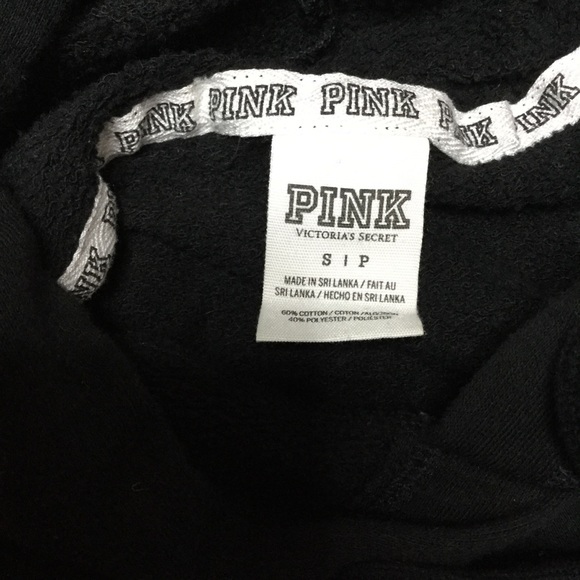 PINK PINK PINK PINK PINK
PINK
VICTORIA'S SECRET
S | P
MADE IN SRI LANKA / FAIT AU
SRI LANKA / HECHO EN SRI LANKA
60% COTTON / COTON /
40% POLYESTER /